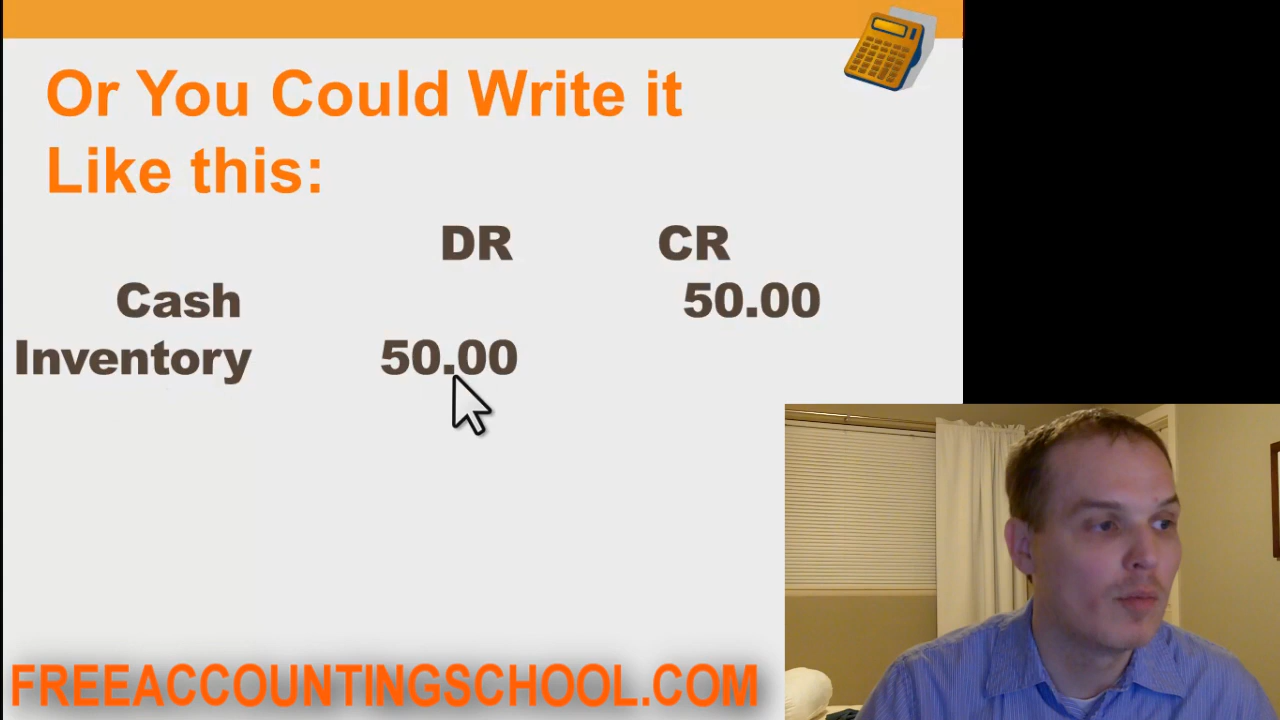 Or You Could Write it
Like this:
DR CR
Cash 50.00
Inventory 50.00
FREEACCOUNTINGSCHOOL.COM